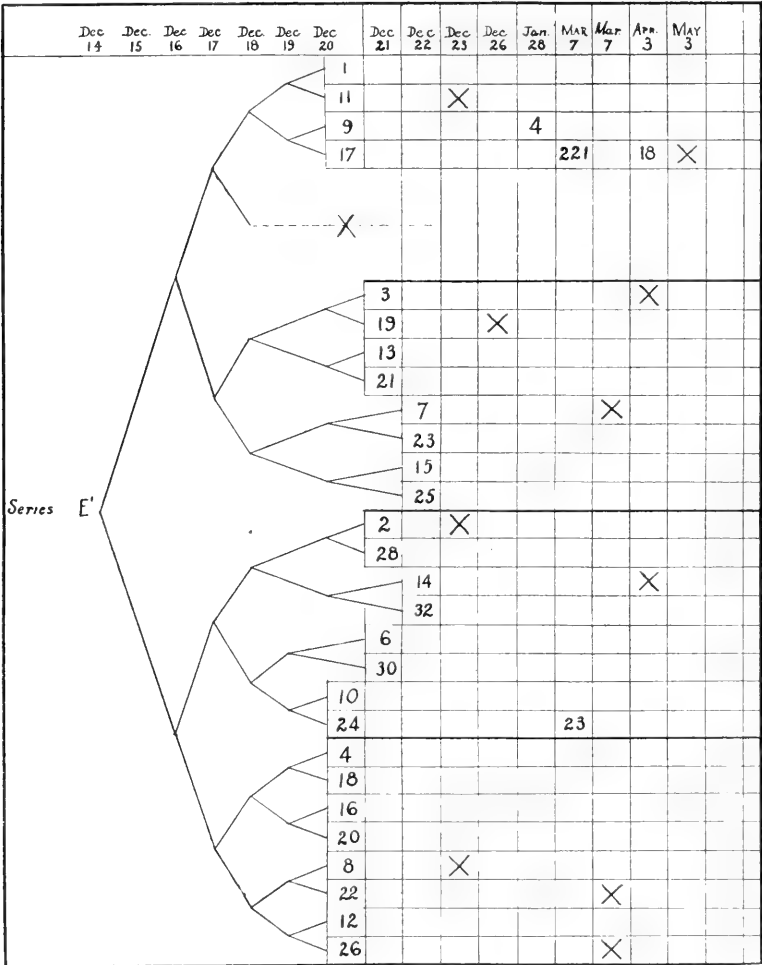 Dec 14 Dec. 15 Dec 16 Dec 17 Dec. 18 Dec. 19 Dec 20 Dec 21 Dec 22 Dec 23 Dec 26 Jan. 28 MAR 7 Mar 7 APR. 3 MAY 3
1
11 X
9 4
17 221 18 X
X
3 X
19 X
13
21
7 X
23
15
25
Series E'
2 X
28
14 X
32
6
30
10
24 23
4
18
16
20
8 X
22 X
12
26 X